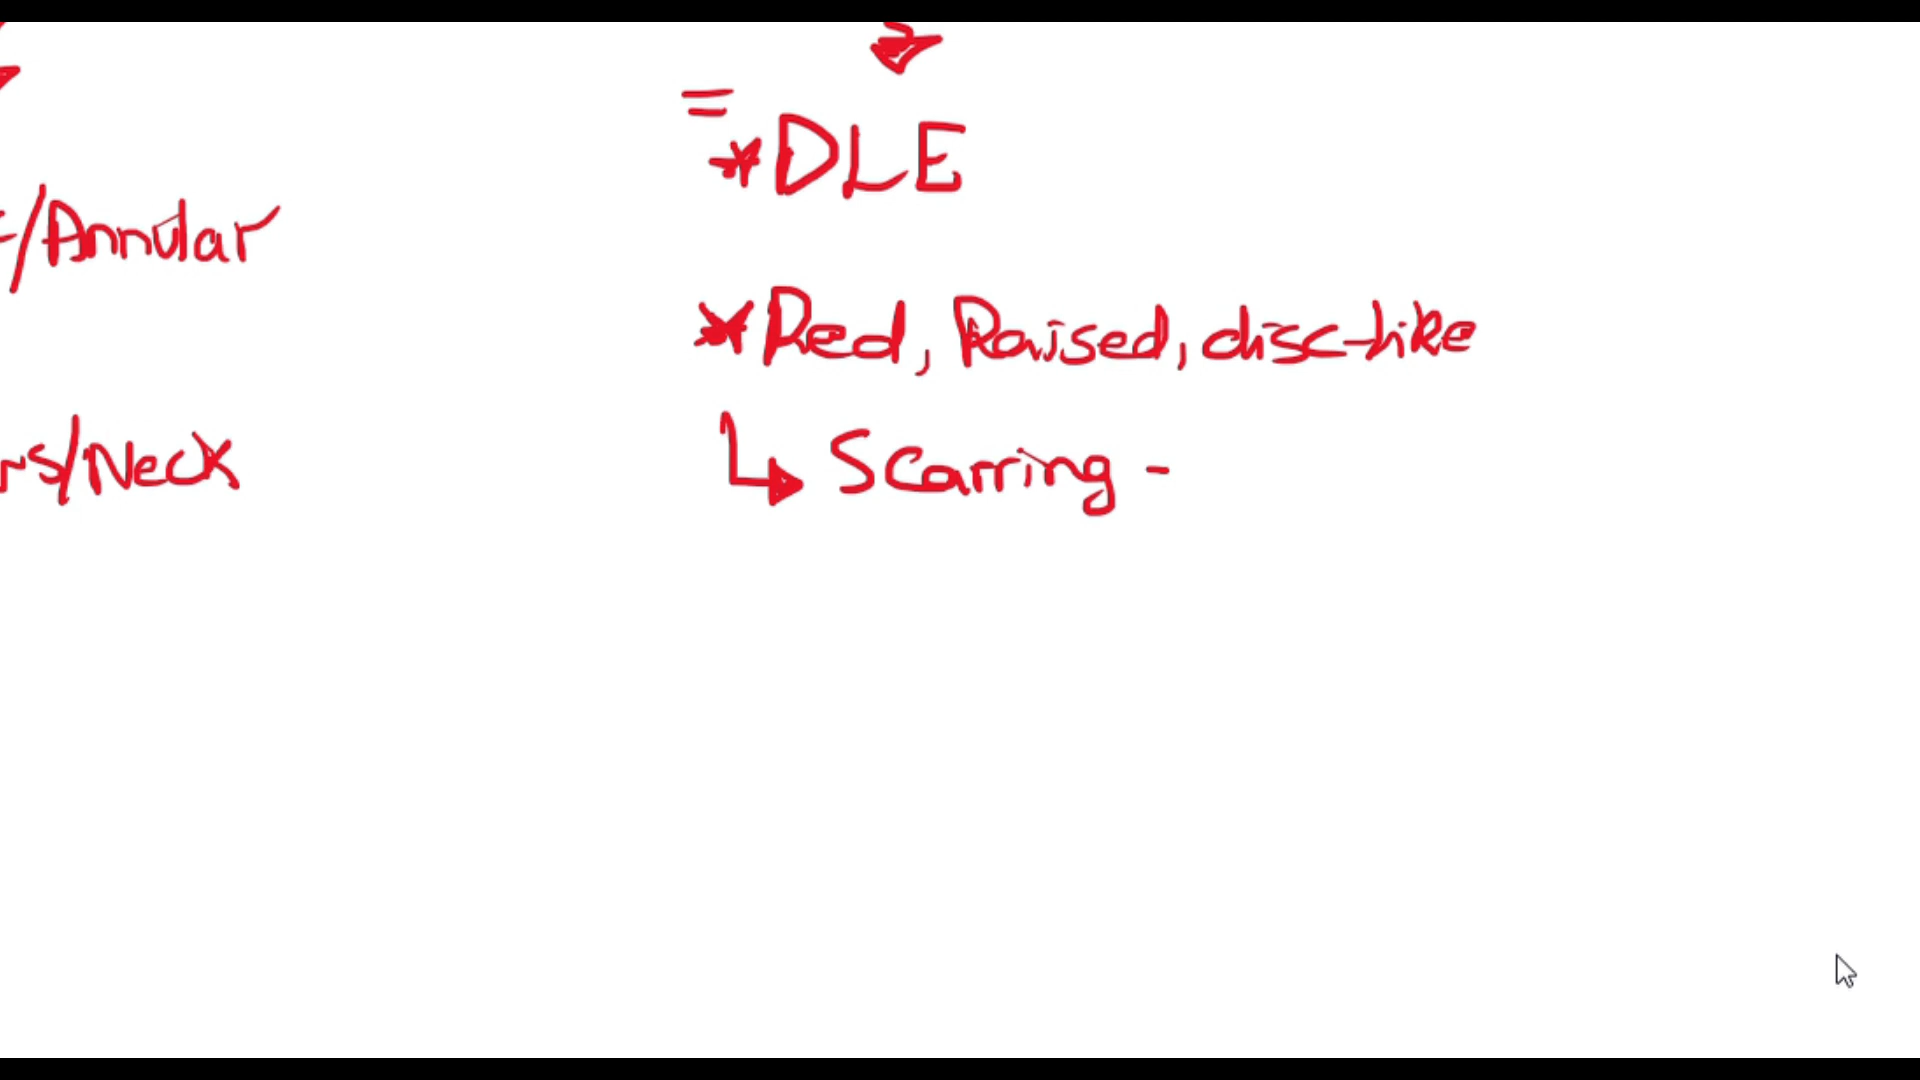 /Annular
rs/Neck
=
*DLE
*Red, Raised, disc-like
↳ Scarring -